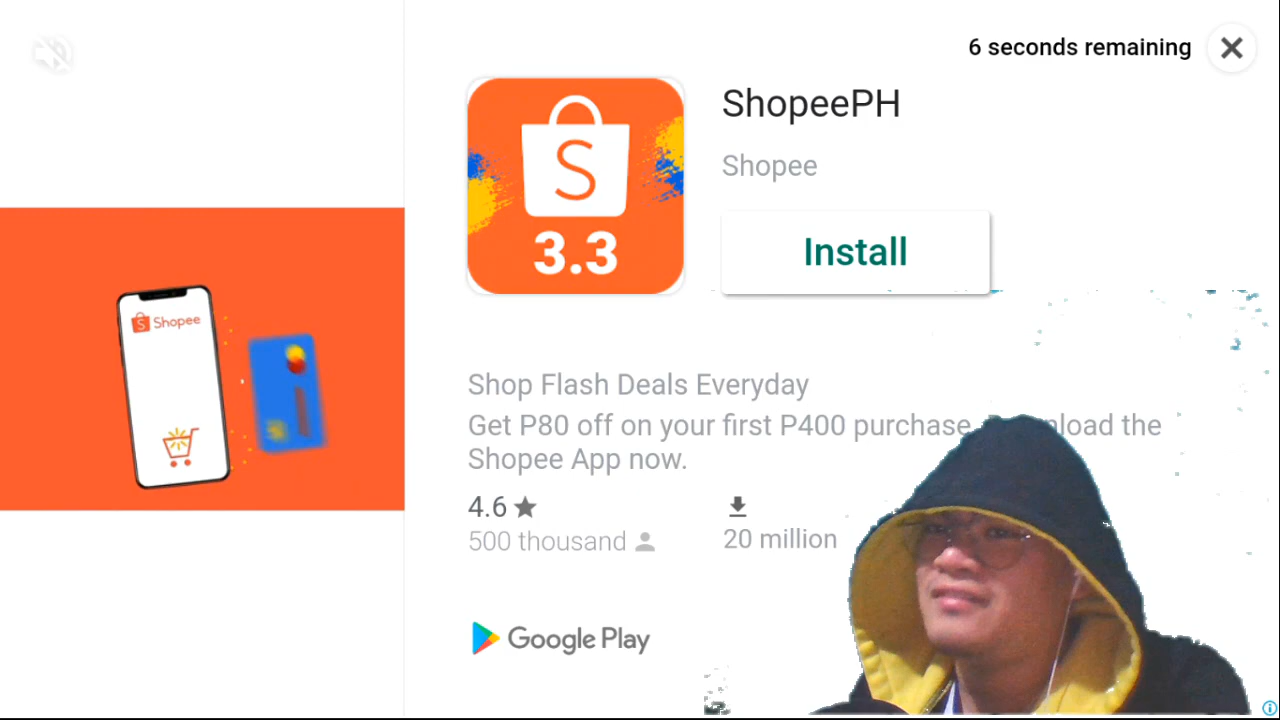 6 seconds remaining
ShopeePH
Shopee
Install
S
3.3
S Shopee
Shop Flash Deals Everyday
Get P80 off on your first P400 purchase. the
Shopee App now.
4.6
500 thousand
20 million
Google Play